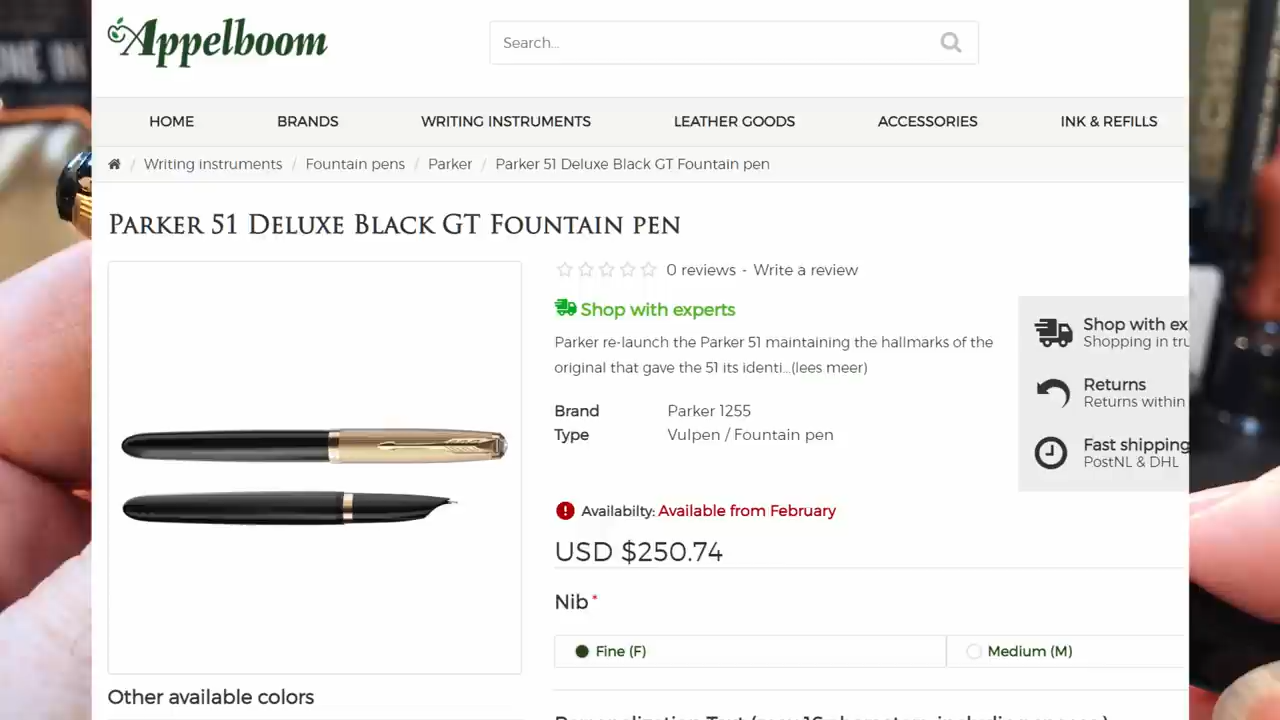 Appelboom
Search...
HOME
BRANDS
WRITING INSTRUMENTS
LEATHER GOODS
ACCESSORIES
INK & REFILLS
/ Writing instruments / Fountain pens / Parker / Parker 51 Deluxe Black GT Fountain pen
PARKER 51 DELUXE BLACK GT FOUNTAIN PEN
0 reviews - Write a review
Shop with experts
Parker re-launch the Parker 51 maintaining the hallmarks of the
original that gave the 51 its identi...(lees meer)
Brand Parker 1255
Type Vulpen / Fountain pen
Shop with ex
Shopping in tru
Returns
Returns within
Fast shipping
PostNL & DHL
Availabilty: Available from February
USD $250.74
Nib *
Fine (F)
Medium (M)
Other available colors